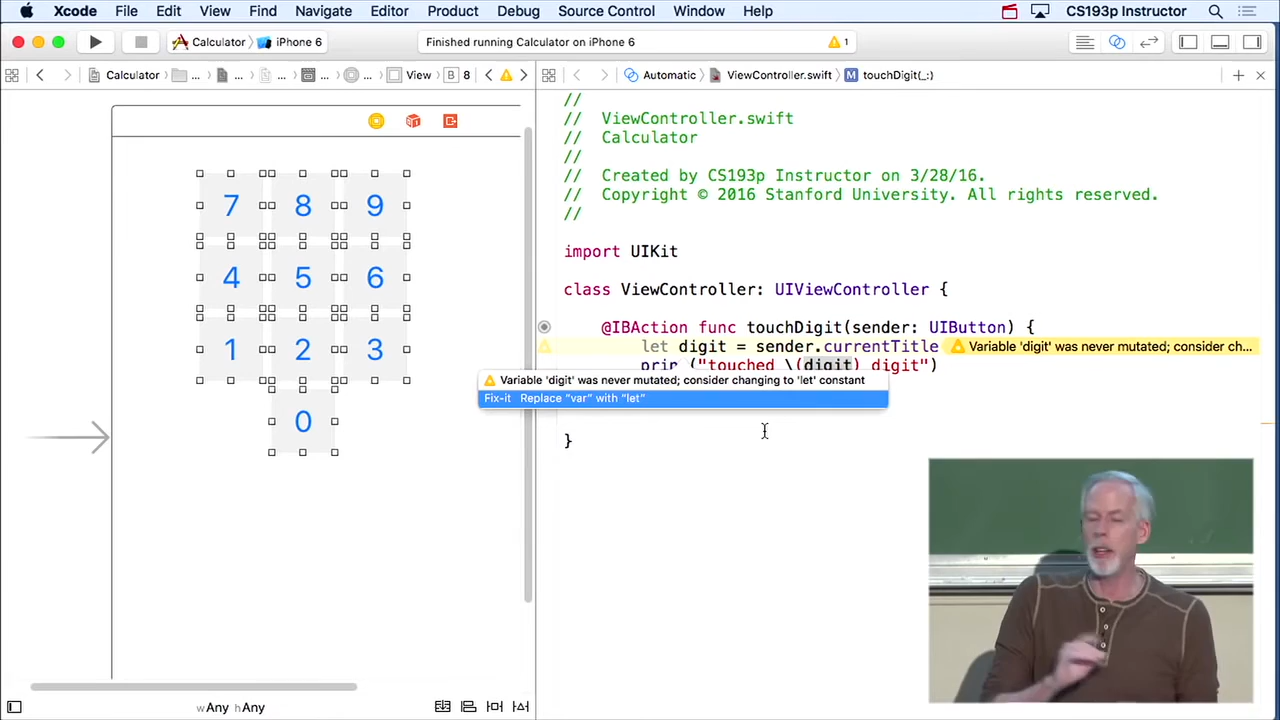 Xcode File Edit View Find Navigate Editor Product Debug Source Control Window Help CS193p Instructor
Calculator iPhone 6 Finished running Calculator on iPhone 6 1
Calculator ... ... ... ... ... View B 8 Automatic ViewController.swift M touchDigit(_:)
//
// ViewController.swift
// Calculator
//
// Created by CS193p Instructor on 3/28/16.
// Copyright © 2016 Stanford University. All rights reserved.
//
import UIKit
class ViewController: UIViewController {
@IBAction func touchDigit(sender: UIButton) {
let digit = sender.currentTitle Variable 'digit' was never mutated; consider ch...
prin ("touched \(digit) digit")
Variable 'digit' was never mutated; consider changing to 'let' constant
Fix-it Replace "var" with "let"
}
7 8 9
4 5 6
1 2 3
0
wAny hAny